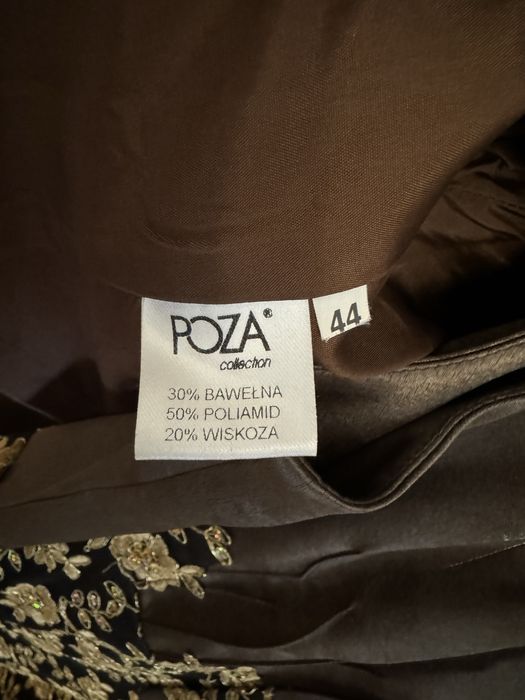 POZA®
collection
30% BAWEŁNA
50% POLIAMID
20% WISKOZA
44